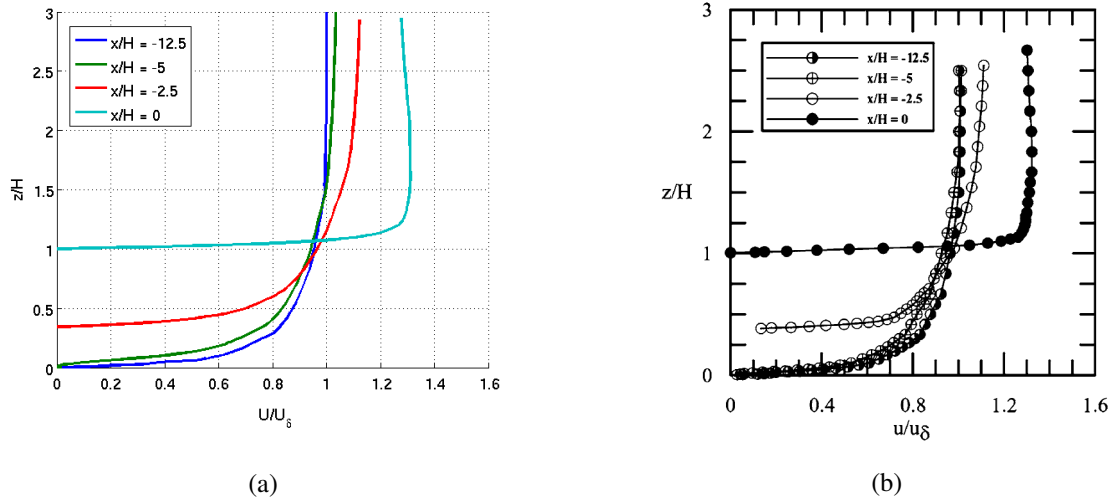 3
2.5
2
1.5
1
0.5
0
z/H
x/H = -12.5
x/H = -5
x/H = -2.5
x/H = 0
0 0.2 0.4 0.6 0.8 1 1.2 1.4 1.6
U/Uδ
(a)
3
2
1
0
z/H
x/H = -12.5
x/H = -5
x/H = -2.5
x/H = 0
0 0.4 0.8 1.2 1.6
u/uδ
(b)